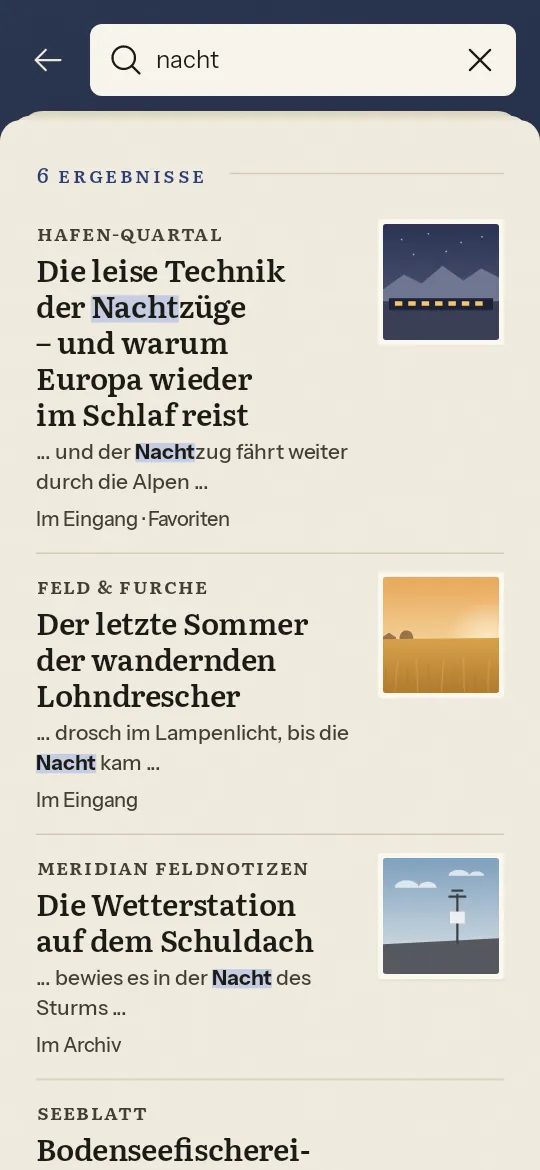 nacht
6 ERGEBNISSE
HAFEN-QUARTAL
Die leise Technik
der Nachtzüge
– und warum
Europa wieder
im Schlaf reist
... und der Nachtzug fährt weiter
durch die Alpen ...
Im Eingang · Favoriten
FELD & FURCHE
Der letzte Sommer
der wandernden
Lohndrescher
... drosch im Lampenlicht, bis die
Nacht kam ...
Im Eingang
MERIDIAN FELDNOTIZEN
Die Wetterstation
auf dem Schuldach
... bewies es in der Nacht des
Sturms ...
Im Archiv
SEEBLATT
Bodenseefischerei-